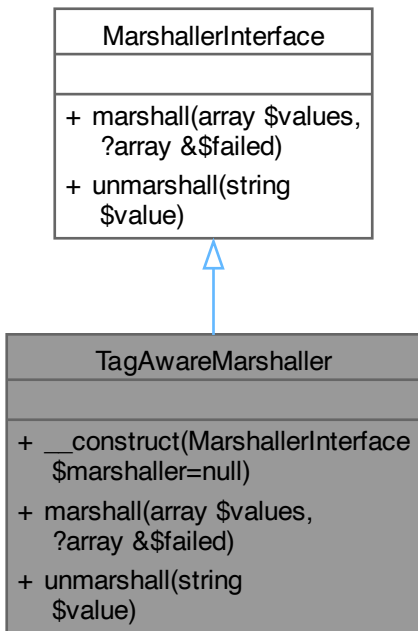 MarshallerInterface
+ marshall(array $values,
?array &$failed)
+ unmarshall(string
$value)
TagAwareMarshaller
+ __construct(MarshallerInterface
$marshaller=null)
+ marshall(array $values,
?array &$failed)
+ unmarshall(string
$value)